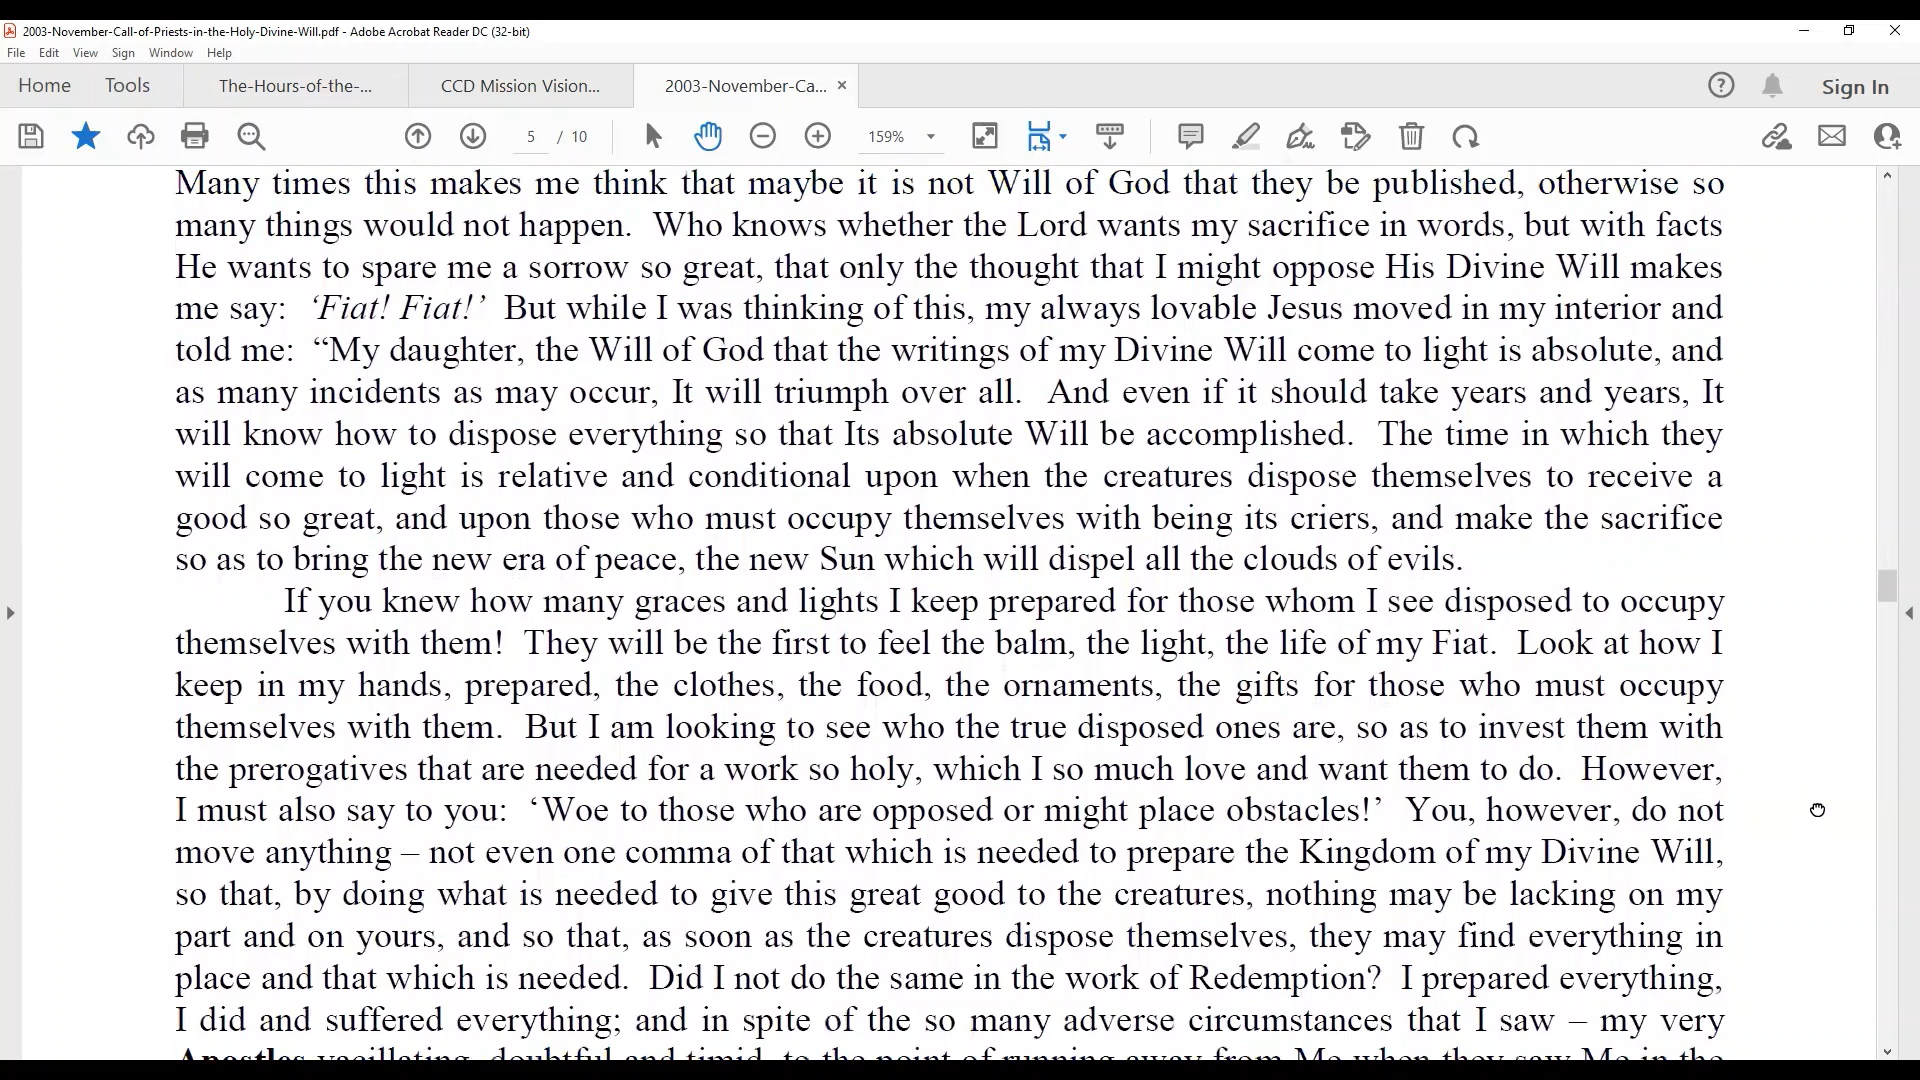 2003-November-Call-of-Priests-in-the-Holy-Divine-Will.pdf - Adobe Acrobat Reader DC (32-bit)
File Edit View Sign Window Help
Home Tools The-Hours-of-the-... CCD Mission Vision... 2003-November-Ca... × Sign In
5 / 10 159%
Many times this makes me think that maybe it is not Will of God that they be published, otherwise so
many things would not happen. Who knows whether the Lord wants my sacrifice in words, but with facts
He wants to spare me a sorrow so great, that only the thought that I might oppose His Divine Will makes
me say: ‘Fiat! Fiat!’ But while I was thinking of this, my always lovable Jesus moved in my interior and
told me: “My daughter, the Will of God that the writings of my Divine Will come to light is absolute, and
as many incidents as may occur, It will triumph over all. And even if it should take years and years, It
will know how to dispose everything so that Its absolute Will be accomplished. The time in which they
will come to light is relative and conditional upon when the creatures dispose themselves to receive a
good so great, and upon those who must occupy themselves with being its criers, and make the sacrifice
so as to bring the new era of peace, the new Sun which will dispel all the clouds of evils.
If you knew how many graces and lights I keep prepared for those whom I see disposed to occupy
themselves with them! They will be the first to feel the balm, the light, the life of my Fiat. Look at how I
keep in my hands, prepared, the clothes, the food, the ornaments, the gifts for those who must occupy
themselves with them. But I am looking to see who the true disposed ones are, so as to invest them with
the prerogatives that are needed for a work so holy, which I so much love and want them to do. However,
I must also say to you: ‘Woe to those who are opposed or might place obstacles!’ You, however, do not
move anything – not even one comma of that which is needed to prepare the Kingdom of my Divine Will,
so that, by doing what is needed to give this great good to the creatures, nothing may be lacking on my
part and on yours, and so that, as soon as the creatures dispose themselves, they may find everything in
place and that which is needed. Did I not do the same in the work of Redemption? I prepared everything,
I did and suffered everything; and in spite of the so many adverse circumstances that I saw – my very
Apostles vacillating, doubtful and timid, to the point of running away from Me when they saw Me in the